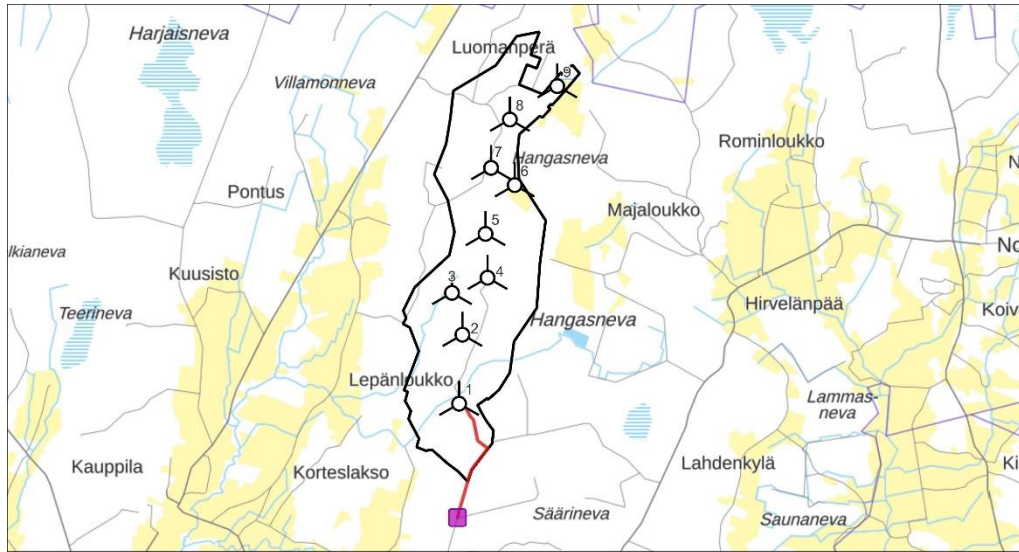 Harjaisneva
Luomanperä
Villamonneva
9
8
Rominloukko
7
Hangasneva
6
Pontus
Majaloukko
5
lkianeva
Kuusisto
4
3
Hirvelänpää
Teerineva
Koiv
Hangasneva
2
Lepänloukko
1
Lammas-
neva
Kauppila
Korteslakso
Lahdenkylä
Ki
Säärineva
Saunaneva
N
No